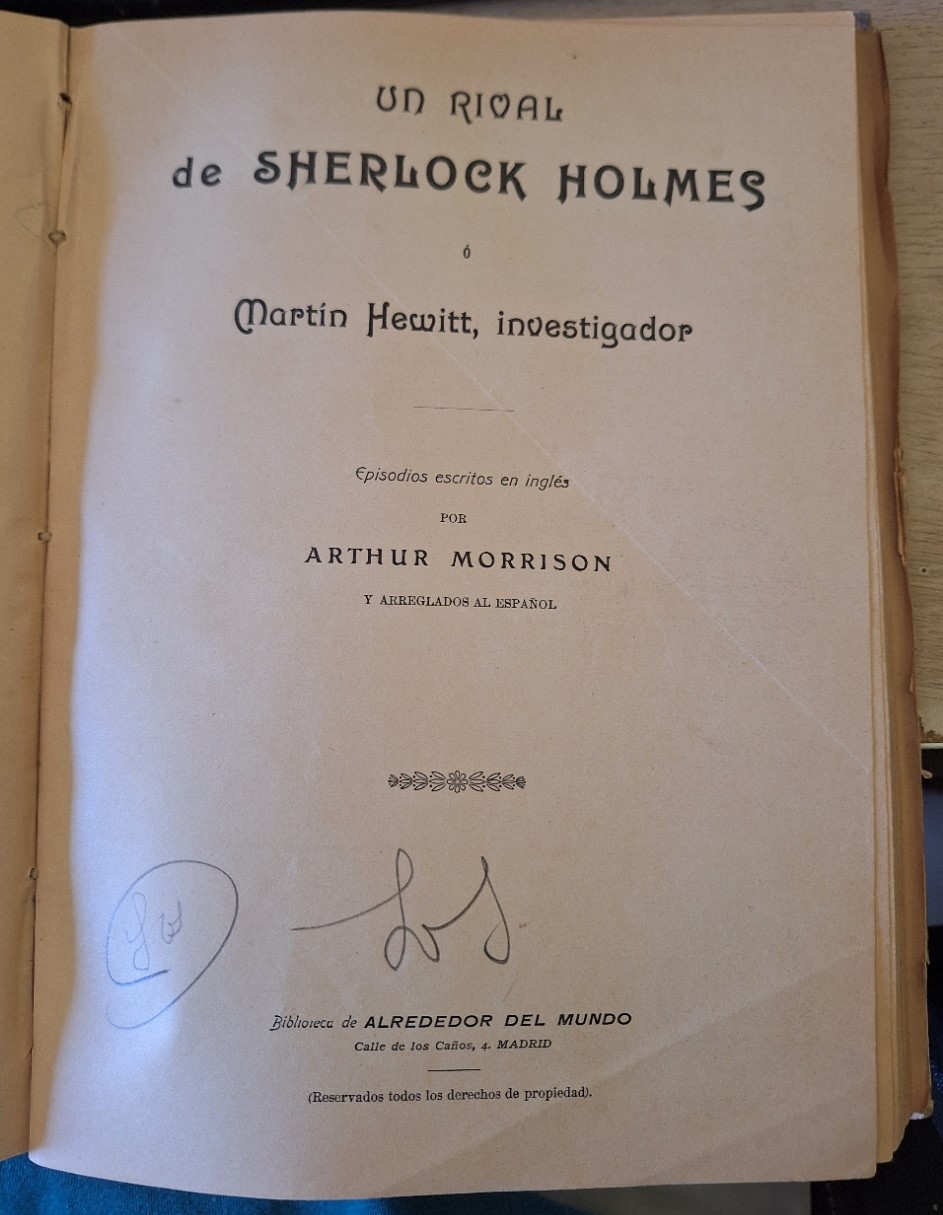 UN RIVAL
de SHERLOCK HOLMES
ó
Martín Hewitt, investigador
Episodios escritos en inglés
POR
ARTHUR MORRISON
Y ARREGLADOS AL ESPAÑOL
Biblioteca de ALREDEDOR DEL MUNDO
Calle de los Caños, 4. MADRID
(Reservados todos los derechos de propiedad).